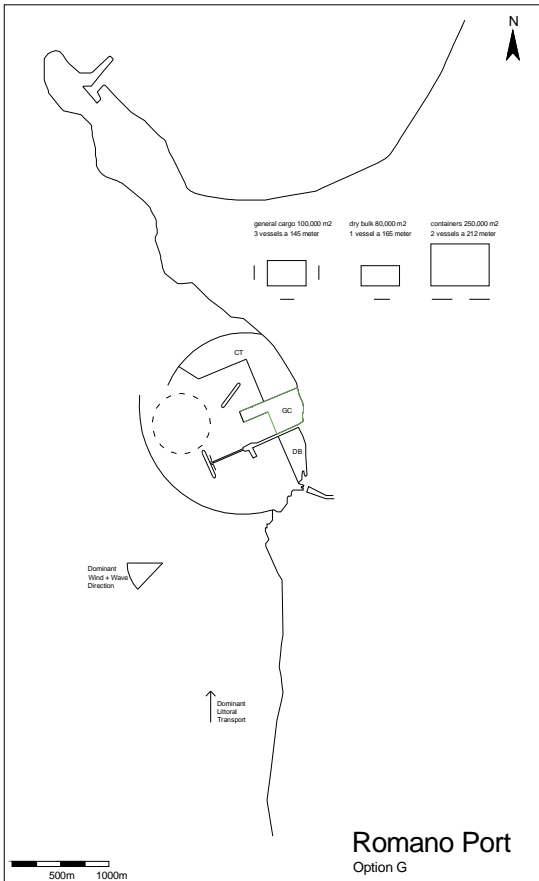 N
general cargo 100,000 m2
3 vessels a 145 meter
dry bulk 80,000 m2
1 vessel a 165 meter
containers 250,000 m2
2 vessels a 212 meter
CT
GC
DB
Dominant
Wind + Wave
Direction
Dominant
Littoral
Transport
Romano Port
Option G
500m
1000m